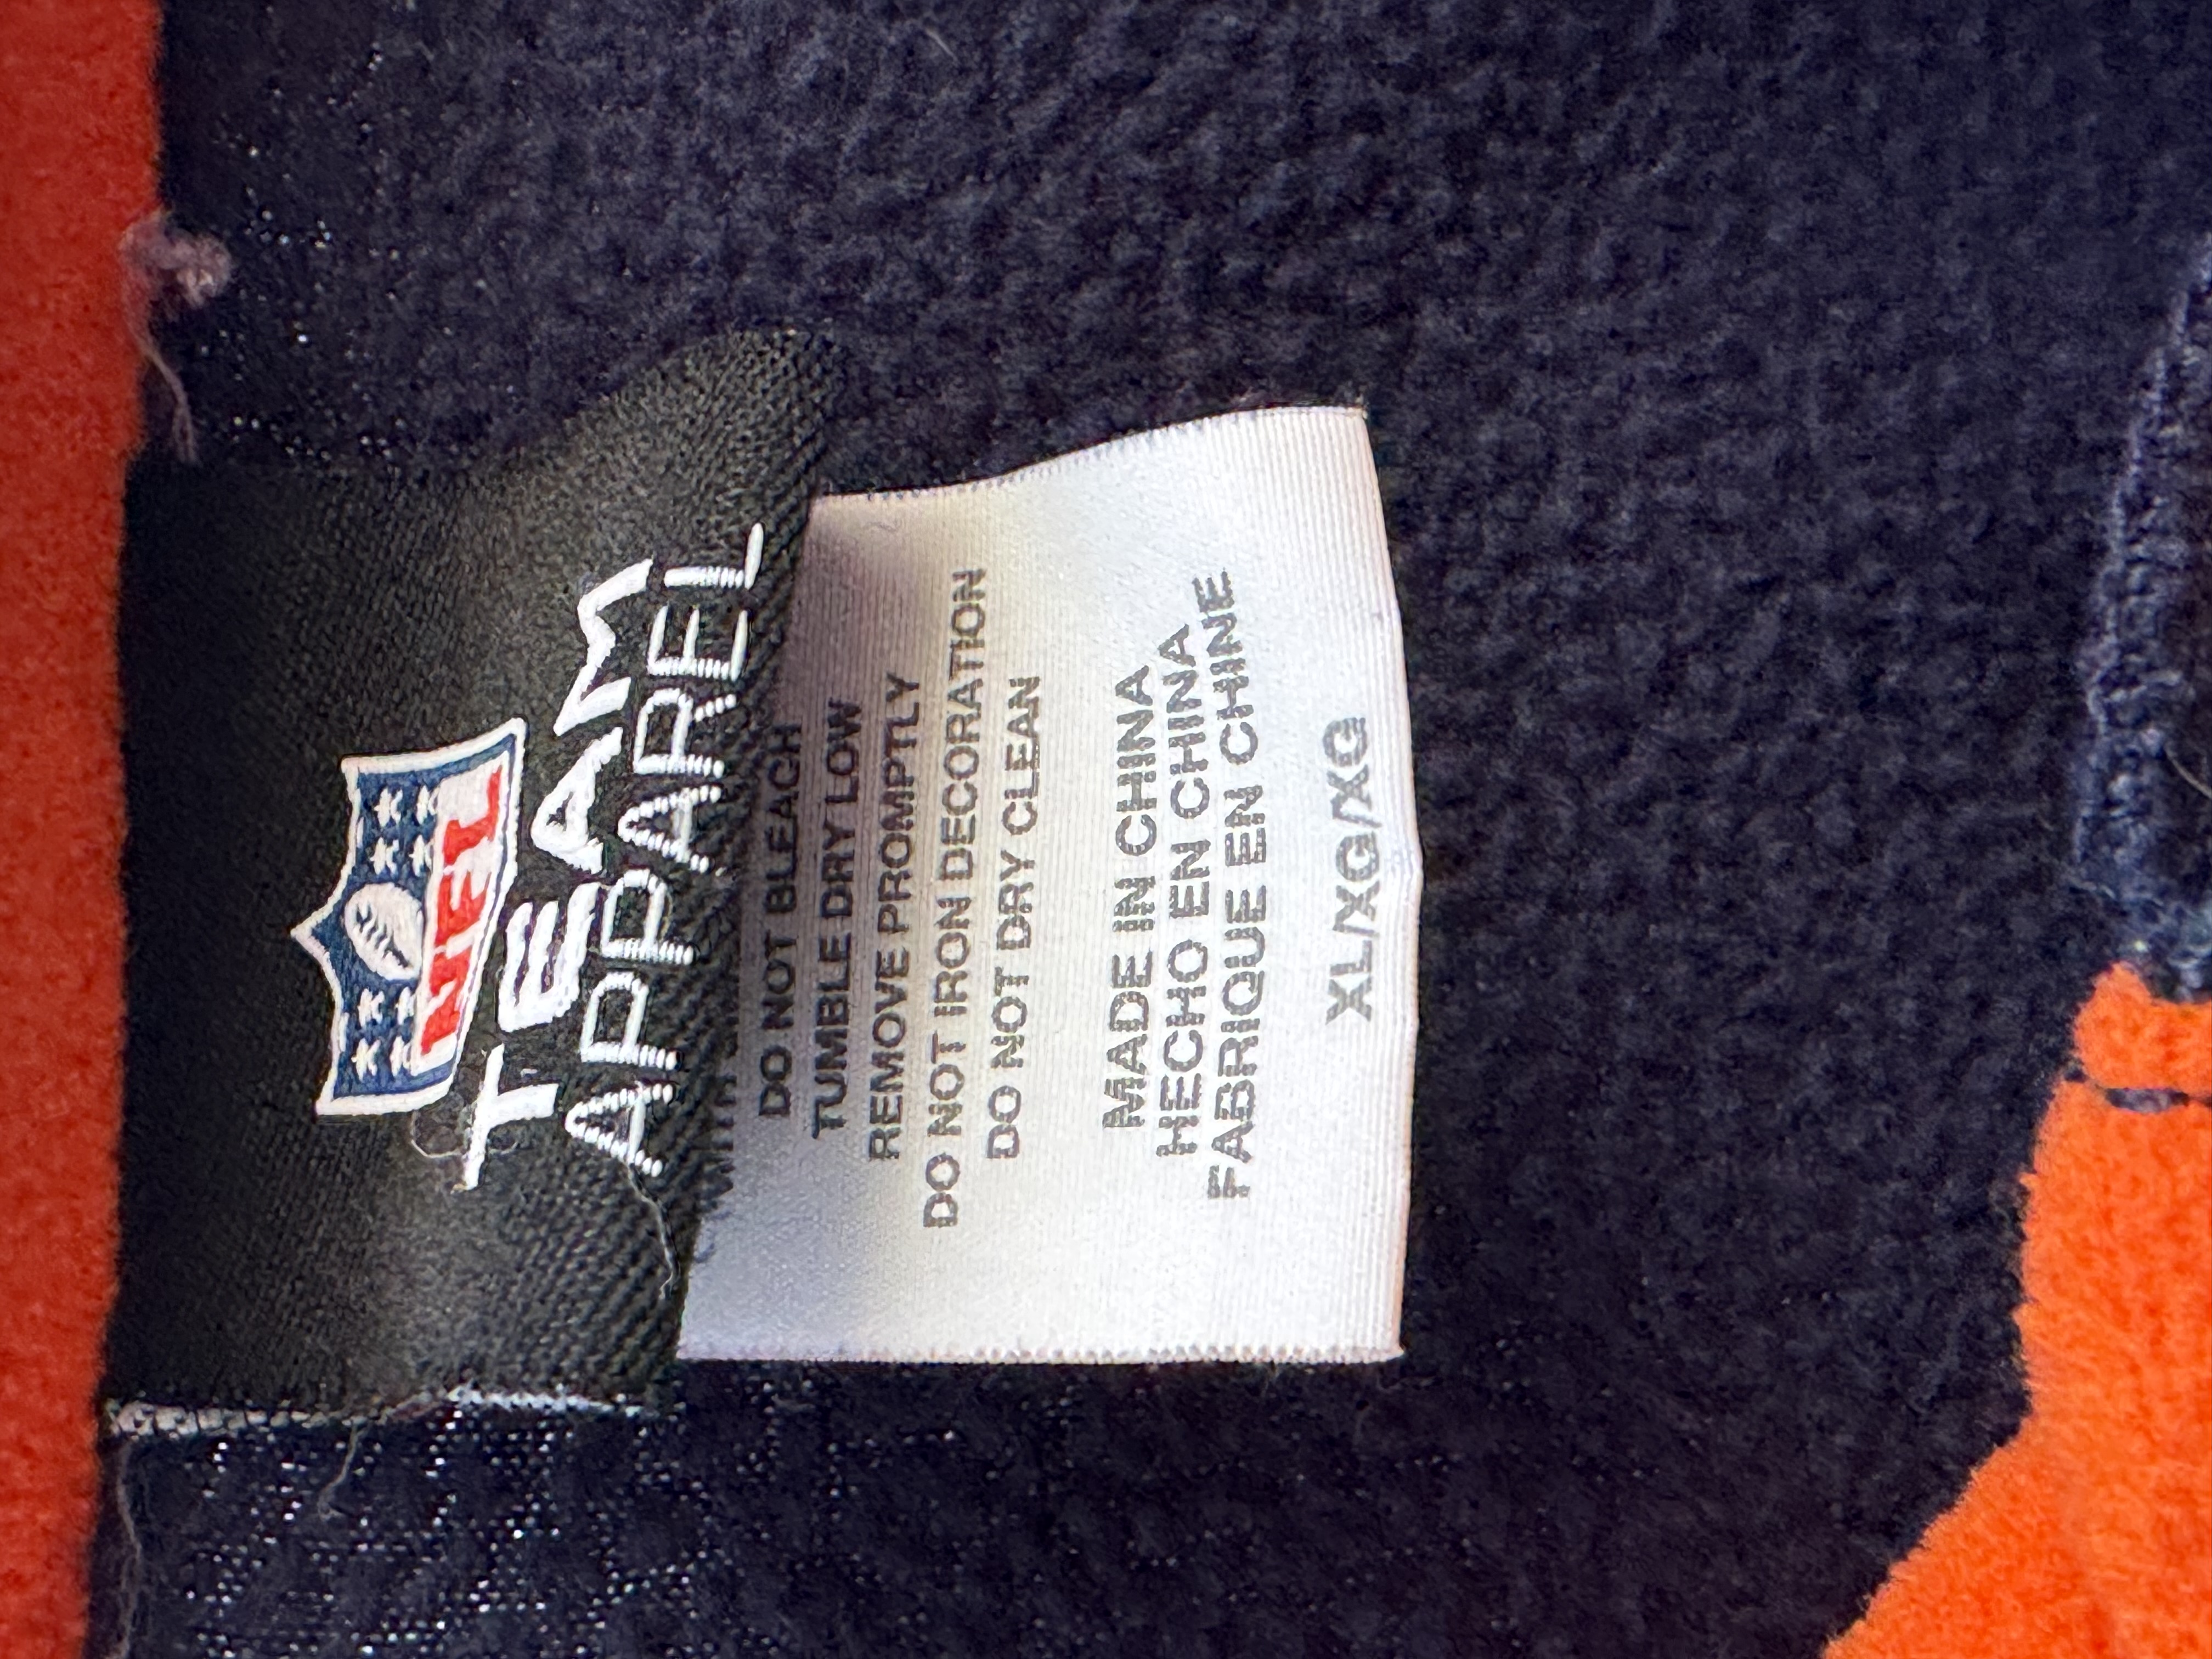 NFL
TEAM
APPAREL
WITH
DO NOT BLEACH
TUMBLE DRY LOW
REMOVE PROMPTLY
DO NOT IRON DECORATION
DO NOT DRY CLEAN
MADE IN CHINA
HECHO EN CHINA
FABRIQUE EN CHINE
XL/XG/XG